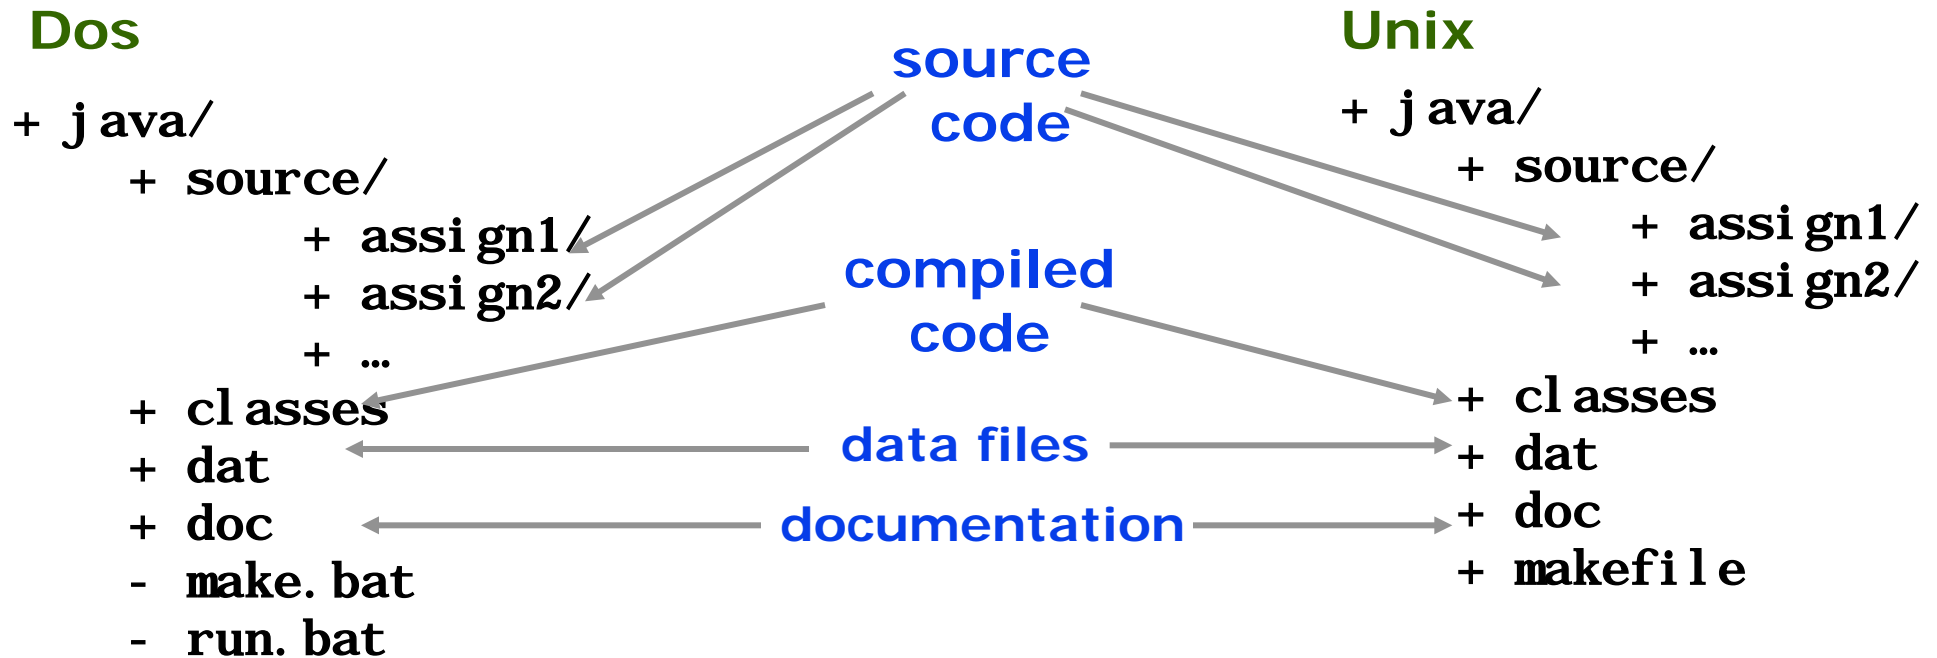 Dos
+ java/
+ source/
+ assign1/
+ assign2/
+ …
+ classes
+ dat
+ doc
- make.bat
- run.bat
source
code
compiled
code
data files
documentation
Unix
+ java/
+ source/
+ assign1/
+ assign2/
+ …
+ classes
+ dat
+ doc
+ makefile